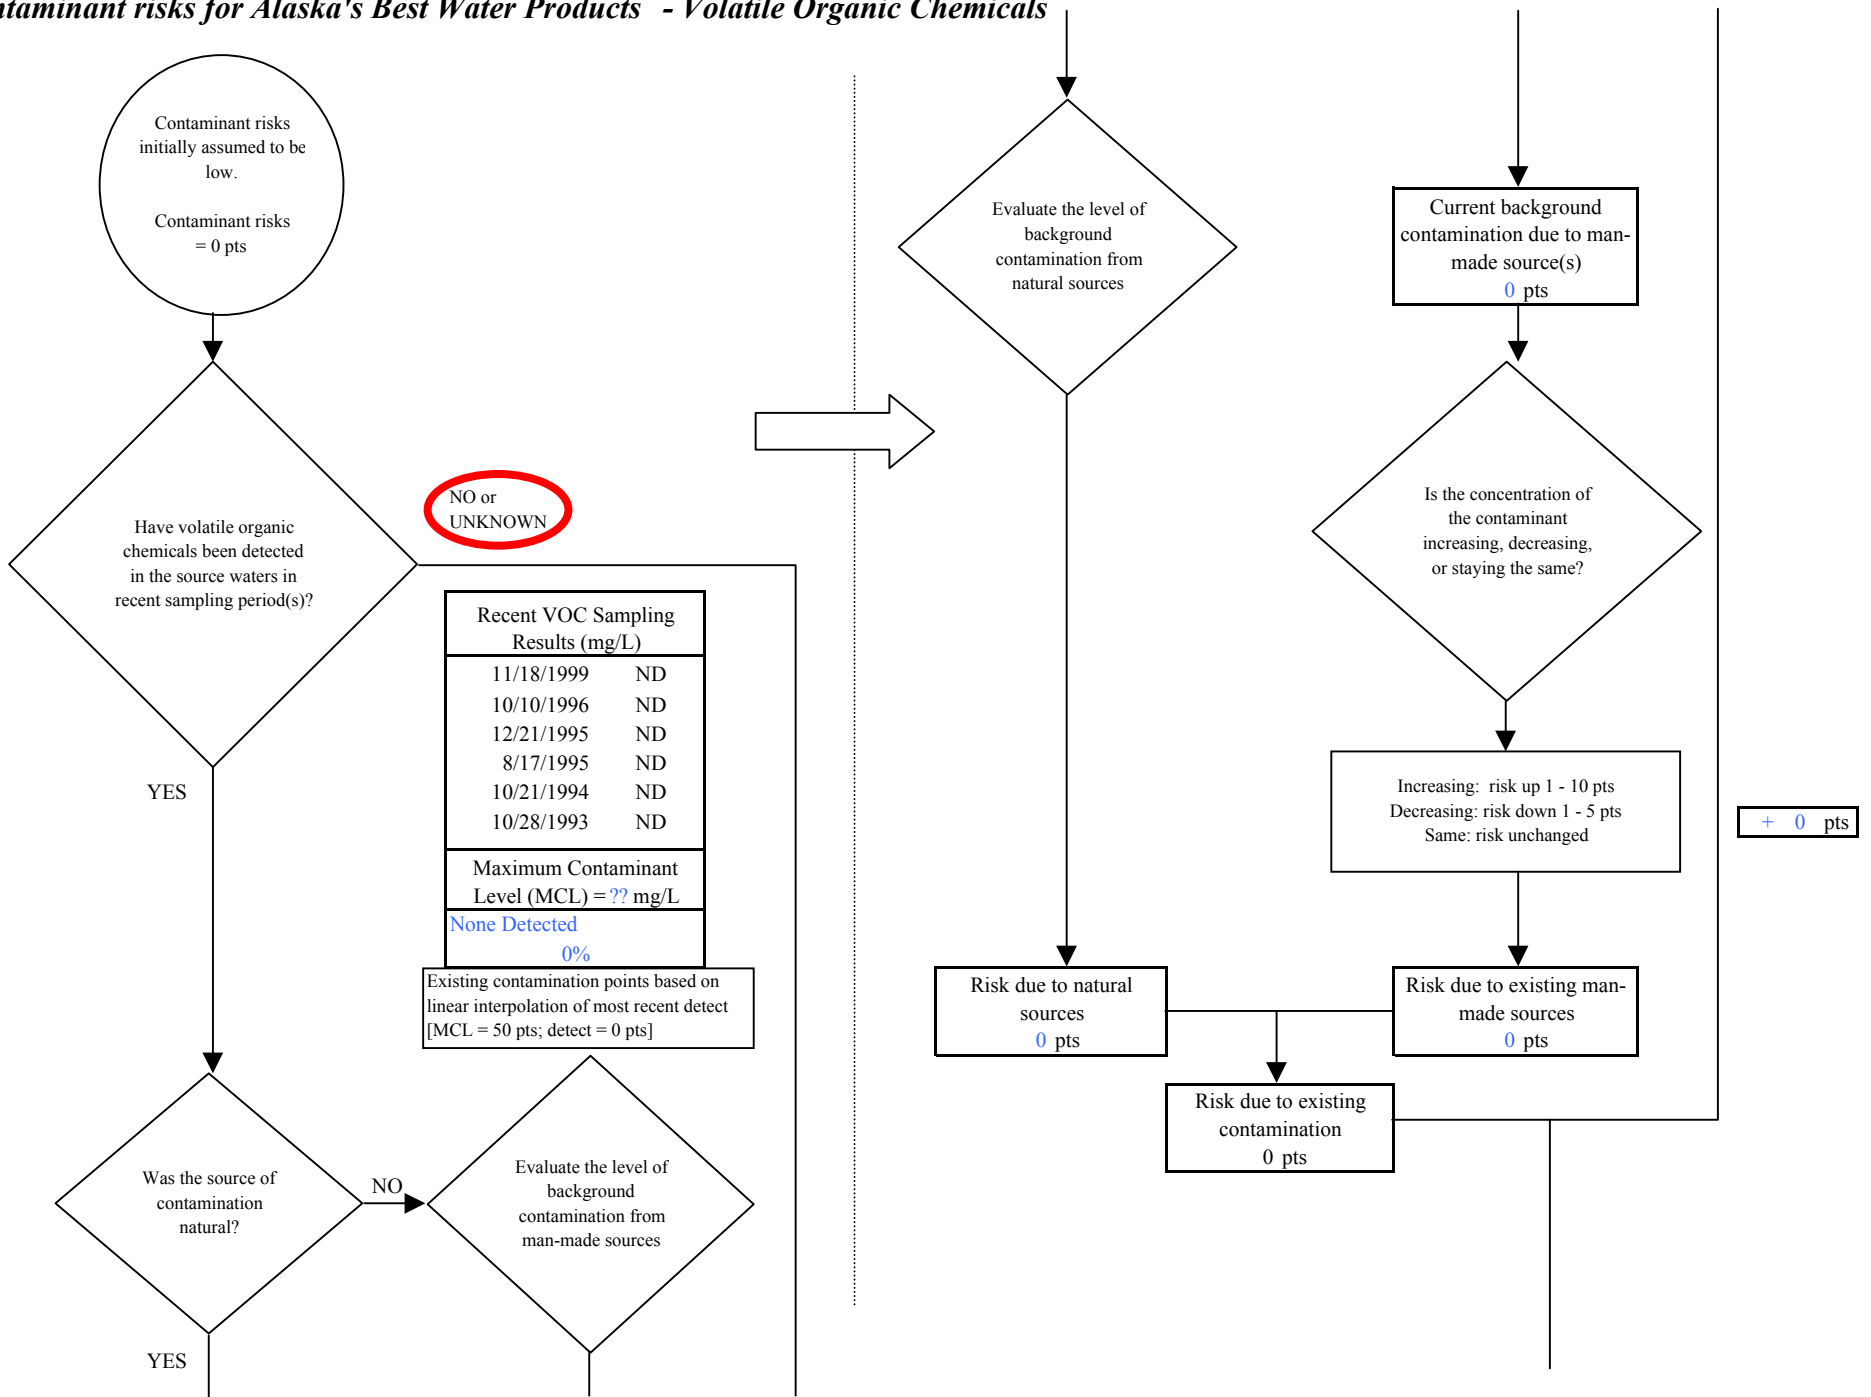 ntaminant risks for Alaska's Best Water Products - Volatile Organic Chemicals
Contaminant risks
initially assumed to be
low.
Contaminant risks
= 0 pts
Have volatile organic
chemicals been detected
in the source waters in
recent sampling period(s)?
NO or
UNKNOWN
YES
Recent VOC Sampling
Results (mg/L)
11/18/1999 ND
10/10/1996 ND
12/21/1995 ND
8/17/1995 ND
10/21/1994 ND
10/28/1993 ND
Maximum Contaminant
Level (MCL) = ?? mg/L
None Detected
0%
Existing contamination points based on
linear interpolation of most recent detect
[MCL = 50 pts; detect = 0 pts]
Was the source of
contamination
natural?
NO
YES
Evaluate the level of
background
contamination from
man-made sources
Evaluate the level of
background
contamination from
natural sources
Current background
contamination due to man-
made source(s)
0 pts
Is the concentration of
the contaminant
increasing, decreasing,
or staying the same?
Increasing: risk up 1 - 10 pts
Decreasing: risk down 1 - 5 pts
Same: risk unchanged
+ 0 pts
Risk due to natural
sources
0 pts
Risk due to existing man-
made sources
0 pts
Risk due to existing
contamination
0 pts